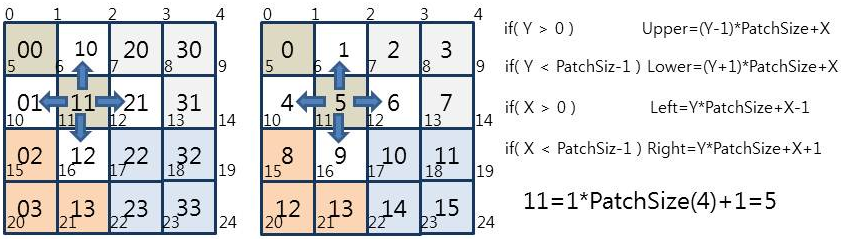 0 1 2 3 4
00 10 20 30
5 6 7 8 9
01 11 21 31
10 11 12 13 14
02 12 22 32
15 16 17 18 19
03 13 23 33
20 21 22 23 24
0 1 2 3 4
0 1 2 3
5 6 7 8 9
4 5 6 7
10 11 12 13 14
8 9 10 11
15 16 17 18 19
12 13 14 15
20 21 22 23 24
if( Y > 0 ) Upper=(Y-1)*PatchSize+X
if( Y < PatchSiz-1 ) Lower=(Y+1)*PatchSize+X
if( X > 0 ) Left=Y*PatchSize+X-1
if( X < PatchSiz-1 ) Right=Y*PatchSize+X+1
11=1*PatchSize(4)+1=5